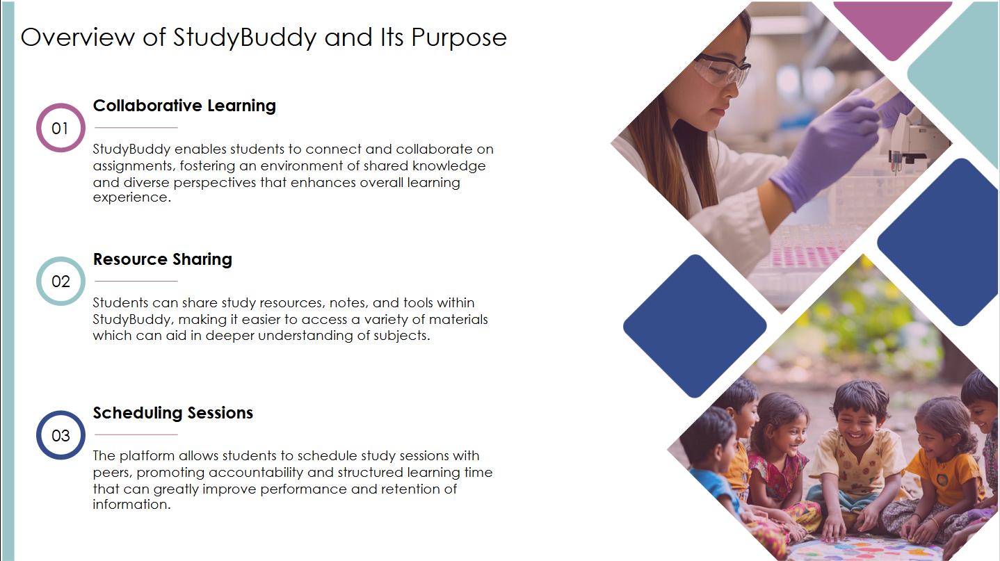 Overview of StudyBuddy and Its Purpose
01
Collaborative Learning
StudyBuddy enables students to connect and collaborate on
assignments, fostering an environment of shared knowledge
and diverse perspectives that enhances overall learning
experience.
02
Resource Sharing
Students can share study resources, notes, and tools within
StudyBuddy, making it easier to access a variety of materials
which can aid in deeper understanding of subjects.
03
Scheduling Sessions
The platform allows students to schedule study sessions with
peers, promoting accountability and structured learning time
that can greatly improve performance and retention of
information.